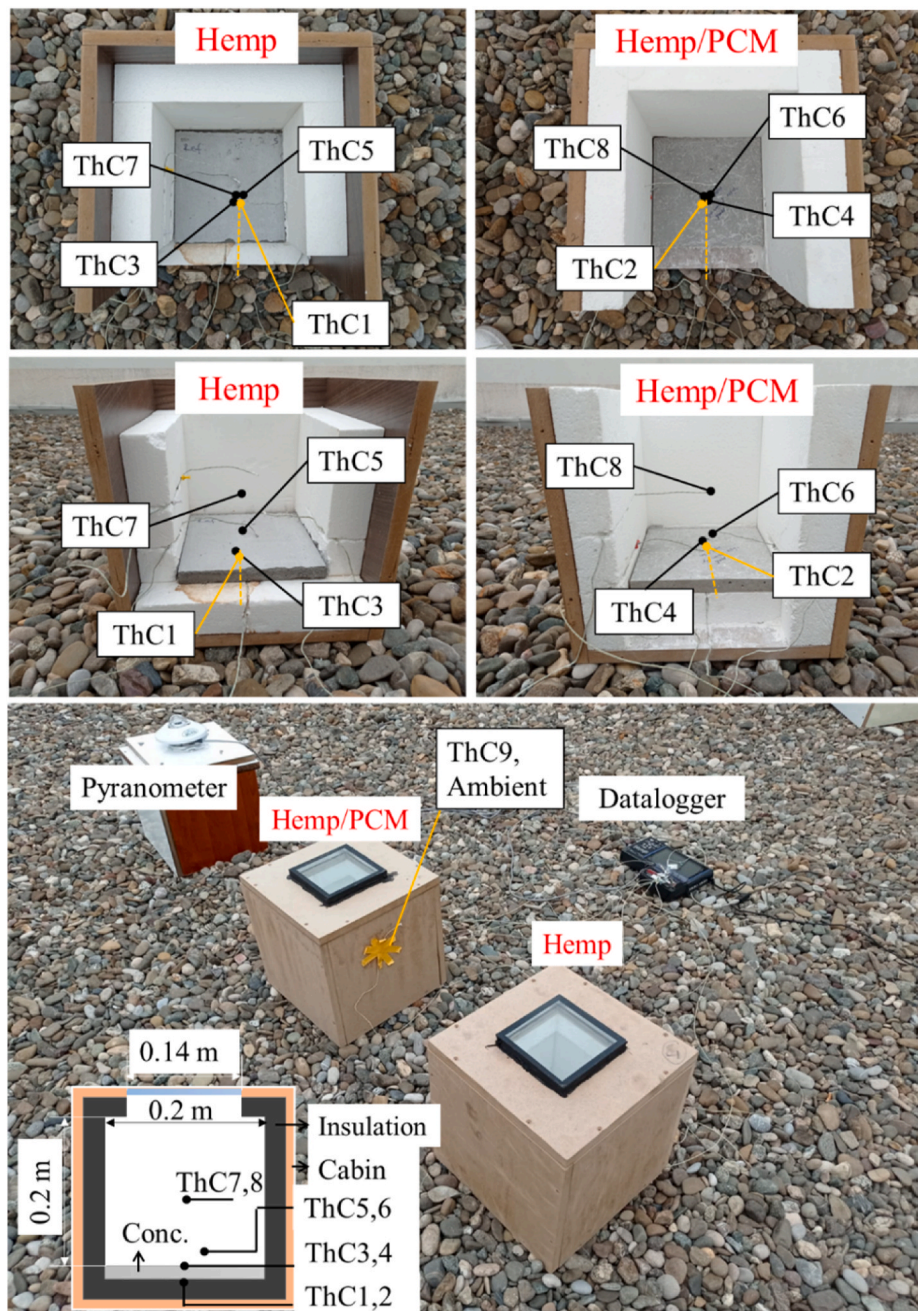 Hemp
ThC7
ThC5
ThC3
ThC1
Hemp/PCM
ThC6
ThC8
ThC4
ThC2
Hemp
ThC5
ThC7
ThC3
ThC1
Hemp/PCM
ThC8
ThC6
ThC2
ThC4
Pyranometer
ThC9,
Ambient
Datalogger
Hemp/PCM
Hemp
0.14 m
0.2 m
Insulation
Cabin
0.2 m
ThC7,8
ThC5,6
Conc.
ThC3,4
ThC1,2